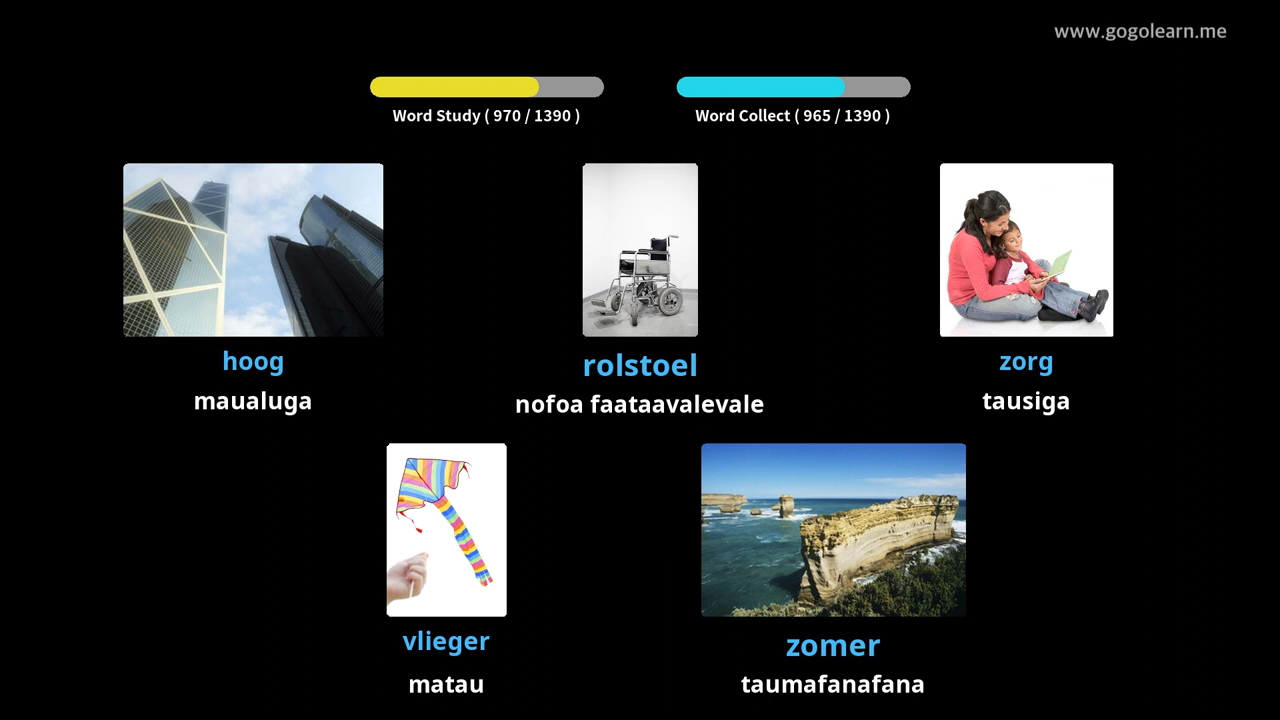 www.gogolearn.me
Word Study ( 970 / 1390 )
Word Collect ( 965 / 1390 )
hoog
maualuga
rolstoel
nofoa faataavalevale
zorg
tausiga
vlieger
matau
zomer
taumafanafana